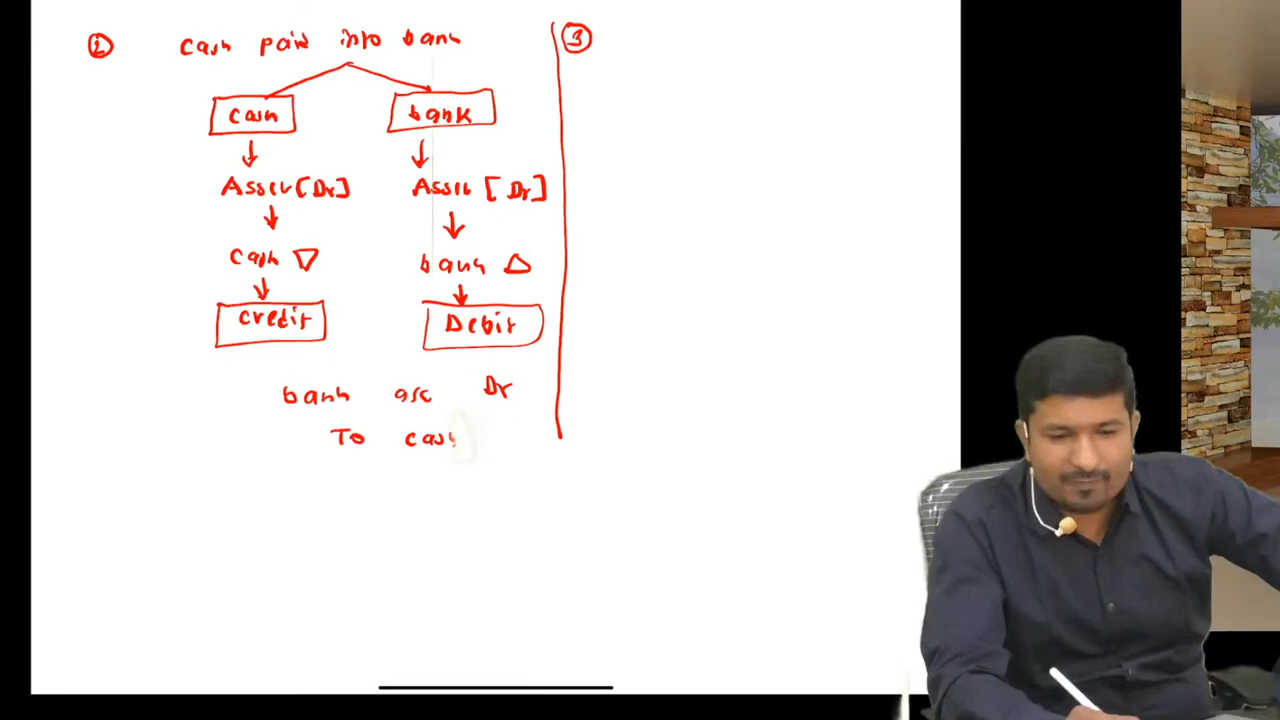 ② cash paid into bank
cash bank
Asset [Dr] Asset [Dr]
cash ▽ bank △
credit Debit
bank a/c Dr
To cash
③